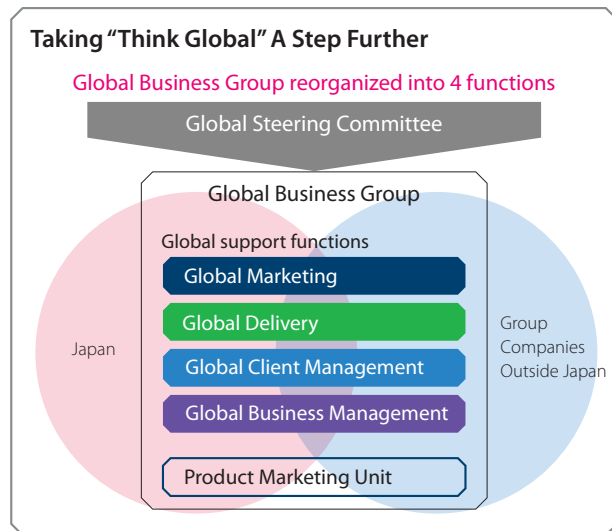 Taking “Think Global” A Step Further
Global Business Group reorganized into 4 functions
Global Steering Committee
Global Business Group
Global support functions
Global Marketing
Global Delivery
Global Client Management
Global Business Management
Product Marketing Unit
Japan
Group
Companies
Outside Japan